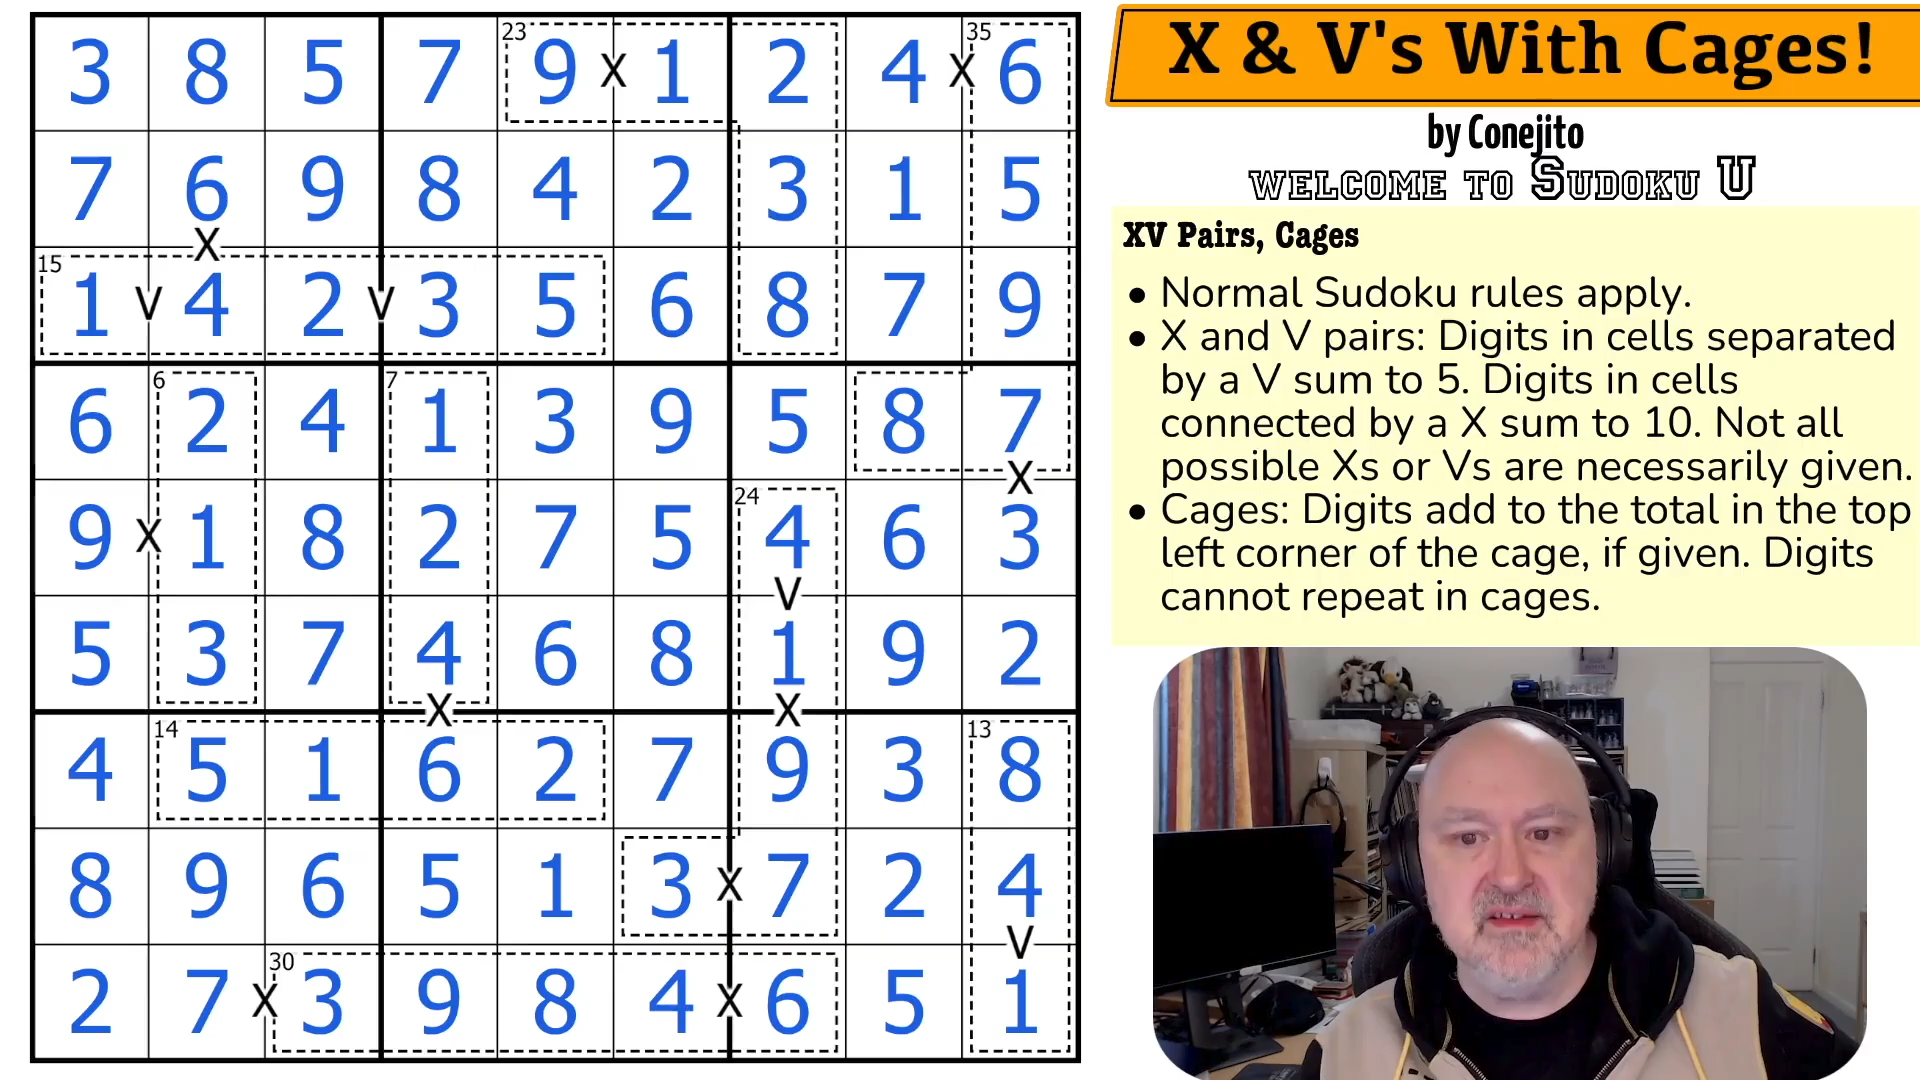 X & V's With Cages!
by Conejito
WELCOME TO SUDOKU U
XV Pairs, Cages
• Normal Sudoku rules apply.
• X and V pairs: Digits in cells separated
by a V sum to 5. Digits in cells
connected by a X sum to 10. Not all
possible Xs or Vs are necessarily given.
• Cages: Digits add to the total in the top
left corner of the cage, if given. Digits
cannot repeat in cages.
23 35
3 8 5 7 9 X 1 2 4 X 6
7 6 9 8 4 2 3 1 5
X
15
1 V 4 2 V 3 5 6 8 7 9
6 7
6 2 4 1 3 9 5 8 7
X
24
9 X 1 8 2 7 5 4 6 3
V
5 3 7 4 6 8 1 9 2
X X
14 13
4 5 1 6 2 7 9 3 8
8 9 6 5 1 3 X 7 2 4
V
30
2 7 X 3 9 8 4 X 6 5 1